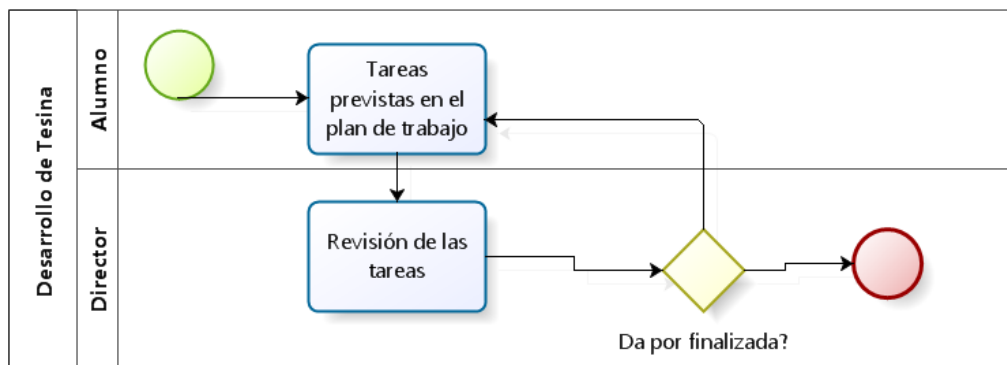 Desarrollo de Tesina
Alumno
Tareas
previstas en el
plan de trabajo
Director
Revisión de las
tareas
Da por finalizada?